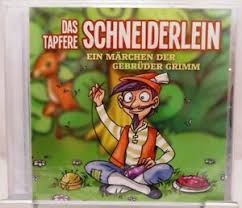 DAS
TAPFERE SCHNEIDERLEIN
EIN MÄRCHEN DER
GEBRÜDER GRIMM